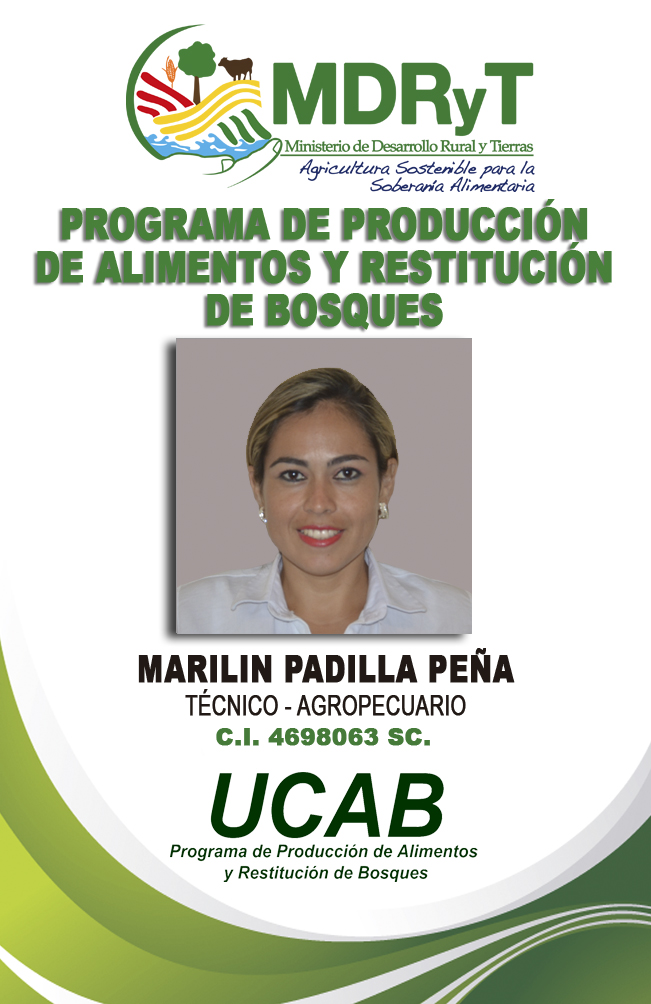 MDRyT
Ministerio de Desarrollo Rural y Tierras
Agricultura Sostenible para la
Soberanía Alimentaria
PROGRAMA DE PRODUCCIÓN
DE ALIMENTOS Y RESTITUCIÓN
DE BOSQUES
MARILIN PADILLA PEÑA
TÉCNICO - AGROPECUARIO
C.I. 4698063 SC.
UCAB
Programa de Producción de Alimentos
y Restitución de Bosques